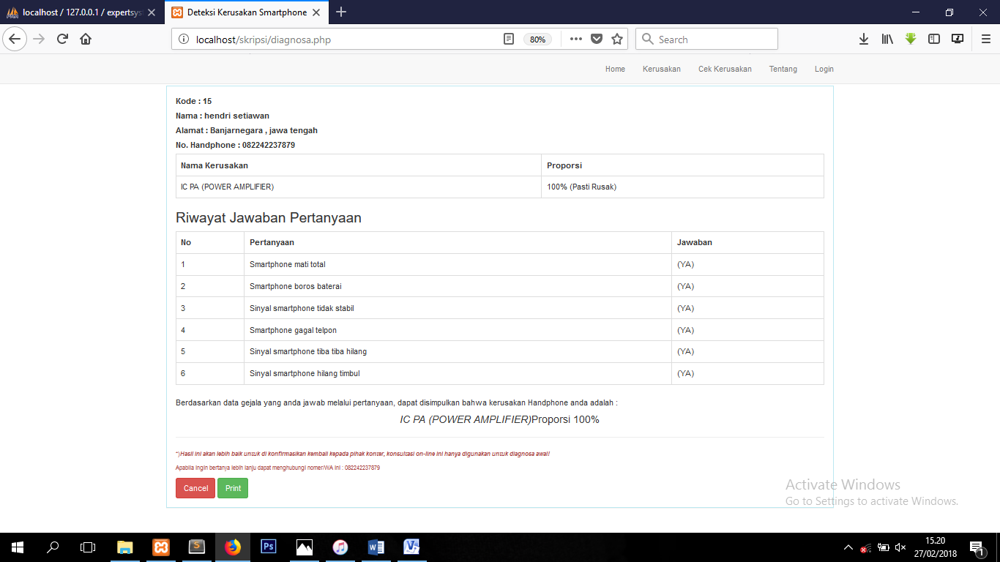 localhost / 127.0.0.1 / expertsys
Deteksi Kerusakan Smartphone
localhost/skripsi/diagnosa.php
80%
Search
Home Kerusakan Cek Kerusakan Tentang Login
Kode : 15
Nama : hendri setiawan
Alamat : Banjarnegara , jawa tengah
No. Handphone : 082242237879
Nama Kerusakan Proporsi
IC PA (POWER AMPLIFIER) 100% (Pasti Rusak)
Riwayat Jawaban Pertanyaan
No Pertanyaan Jawaban
1 Smartphone mati total (YA)
2 Smartphone boros baterai (YA)
3 Sinyal smartphone tidak stabil (YA)
4 Smartphone gagal telpon (YA)
5 Sinyal smartphone tiba tiba hilang (YA)
6 Sinyal smartphone hilang timbul (YA)
Berdasarkan data gejala yang anda jawab melalui pertanyaan, dapat disimpulkan bahwa kerusakan Handphone anda adalah :
IC PA (POWER AMPLIFIER)Proporsi 100%
*)Hasil ini akan lebih baik untuk di konfirmasikan kembali kepada pihak konter, konsultasi on-line ini hanya digunakan untuk diagnosa awal!
Apabila ingin bertanya lebih lanju dapat menghubungi nomer/WA ini : 082242237879
Cancel Print
Activate Windows
Go to Settings to activate Windows.
Ps
15.20
27/02/2018
1